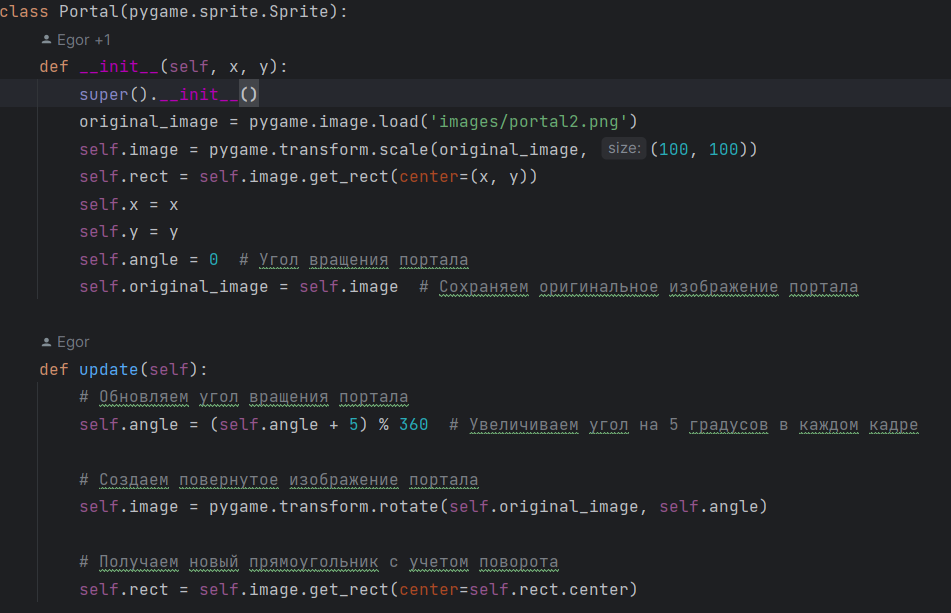 class Portal(pygame.sprite.Sprite):
Egor +1
def __init__(self, x, y):
super().__init__()
original_image = pygame.image.load('images/portal2.png')
self.image = pygame.transform.scale(original_image, size: (100, 100))
self.rect = self.image.get_rect(center=(x, y))
self.x = x
self.y = y
self.angle = 0  # Угол вращения портала
self.original_image = self.image  # Сохраняем оригинальное изображение портала
Egor
def update(self):
# Обновляем угол вращения портала
self.angle = (self.angle + 5) % 360  # Увеличиваем угол на 5 градусов в каждом кадре
# Создаем повернутое изображение портала
self.image = pygame.transform.rotate(self.original_image, self.angle)
# Получаем новый прямоугольник с учетом поворота
self.rect = self.image.get_rect(center=self.rect.center)